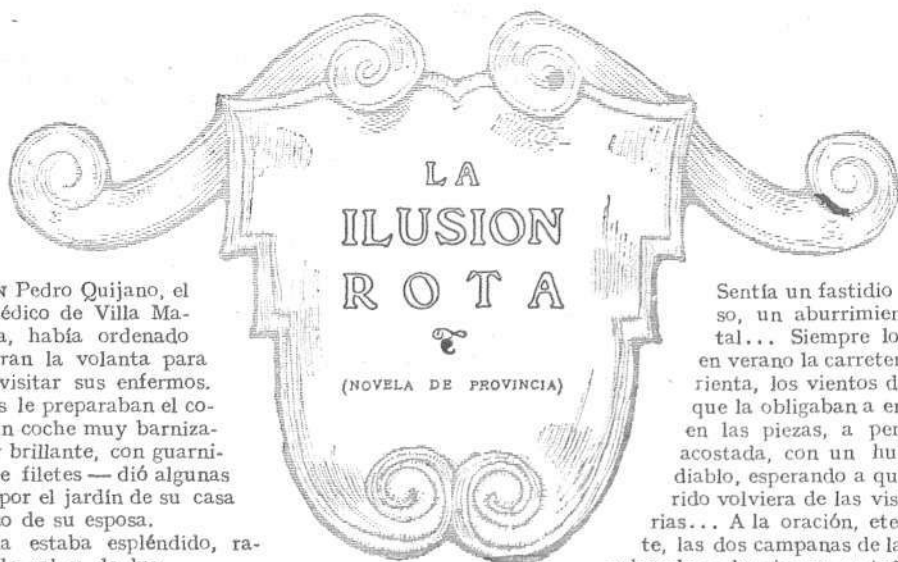 LA
ILUSION
ROTA
(NOVELA DE PROVINCIA)
Pedro Quijano, el
édico de Villa Ma-
a, había ordenado
ran la volanta para
visitar sus enfermos.
s le preparaban el co-
n coche muy barniza-
brillante, con guarni-
e filetes — dió algunas
por el jardín de su casa
o de su esposa.
a estaba espléndido, ra-
Sentía un fastidio
so, un aburrimien
tal... Siempre lo
en verano la carreter
rienta, los vientos d
que la obligaban a en
en las piezas, a per
acostada, con un hu
diablo, esperando a qu
rido volviera de las vis
rias... A la oración, ete
te, las dos campanas de la